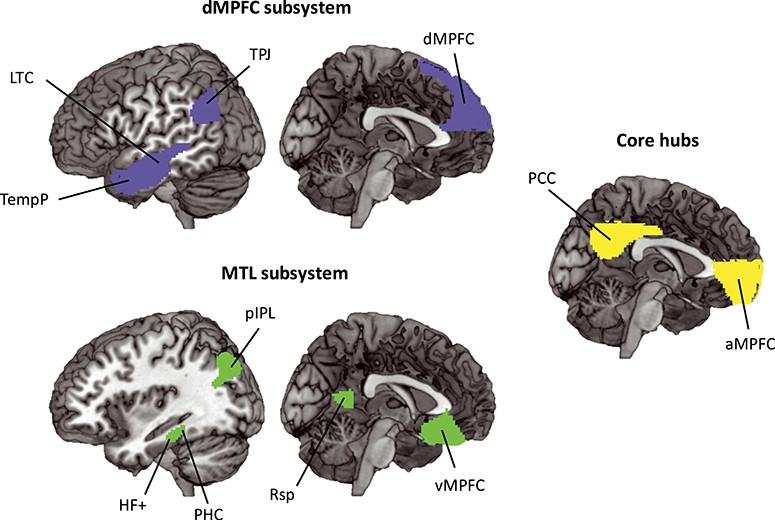 dMPFC subsystem
LTC
TPJ
dMPFC
TempP
Core hubs
PCC
aMPFC
MTL subsystem
pIPL
HF+
PHC
Rsp
vMPFC